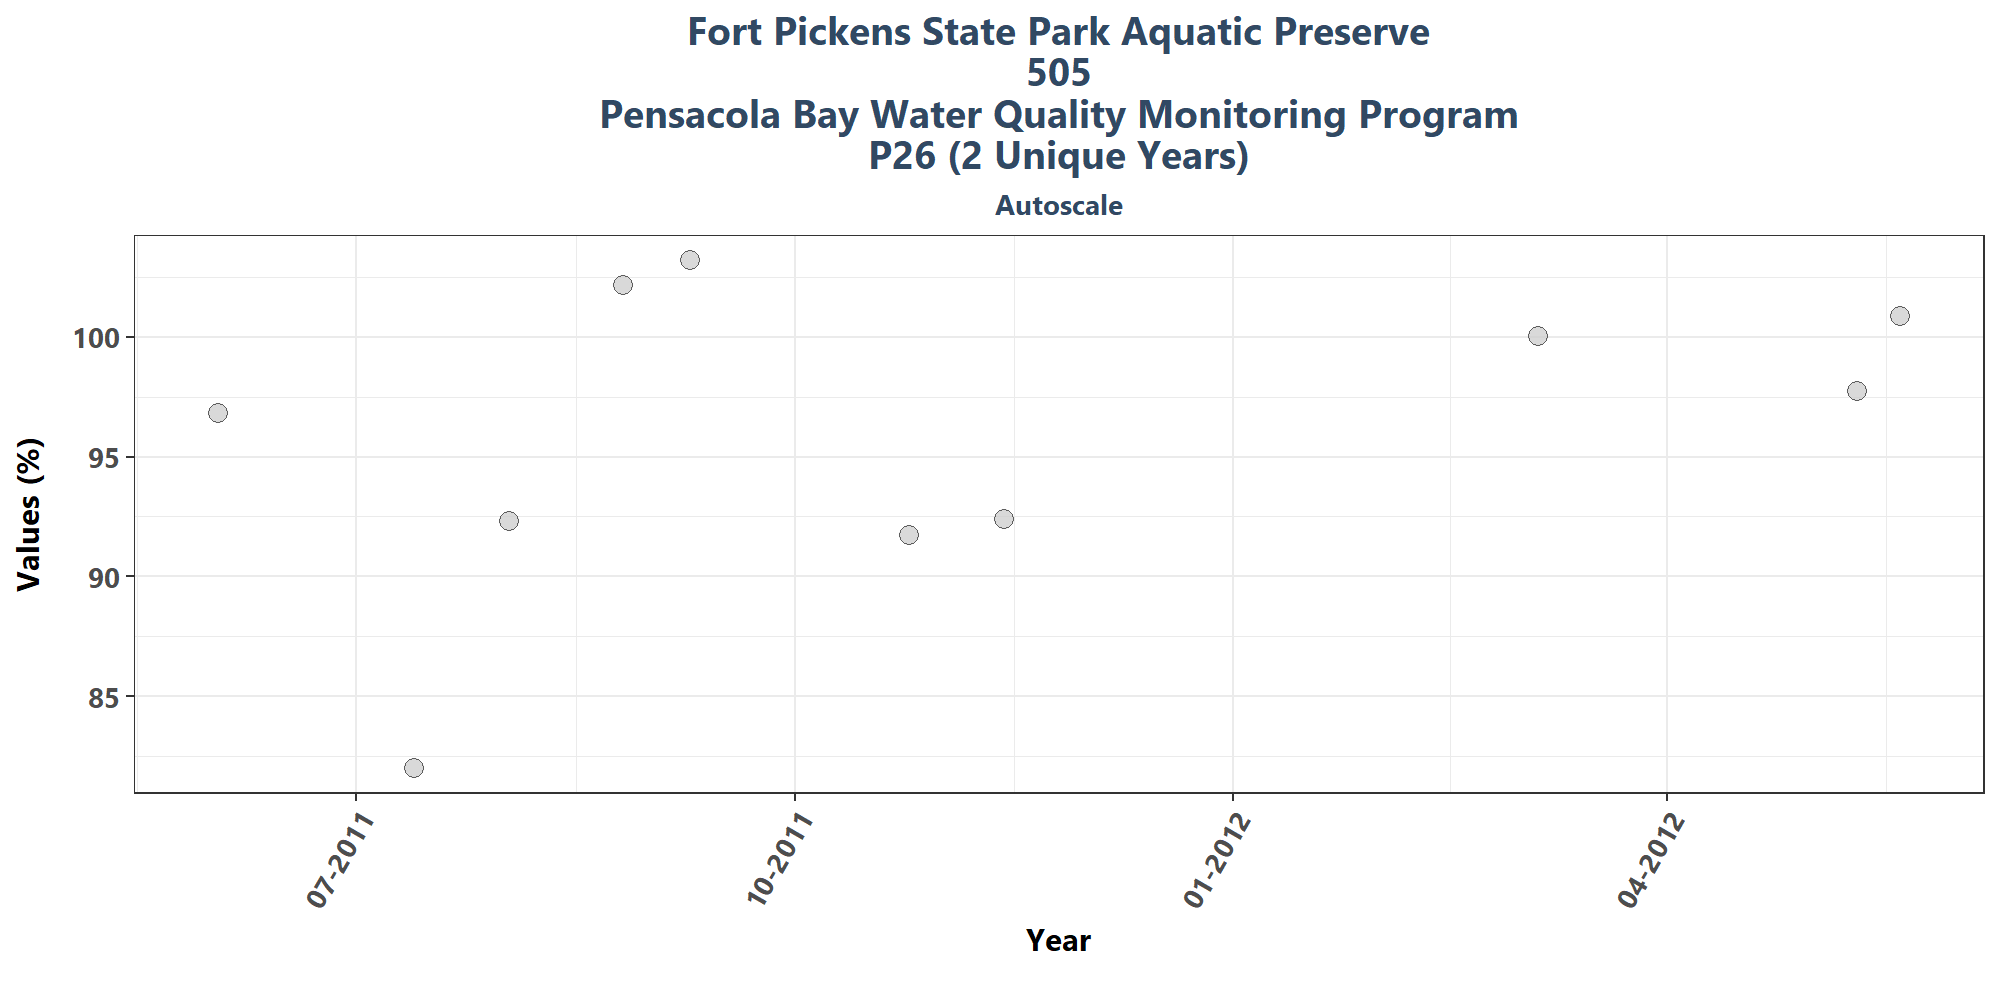 Fort Pickens State Park Aquatic Preserve
505
Pensacola Bay Water Quality Monitoring Program
P26 (2 Unique Years)
Autoscale
Values (%)
100
95
90
85
07-2011
10-2011
01-2012
04-2012
Year